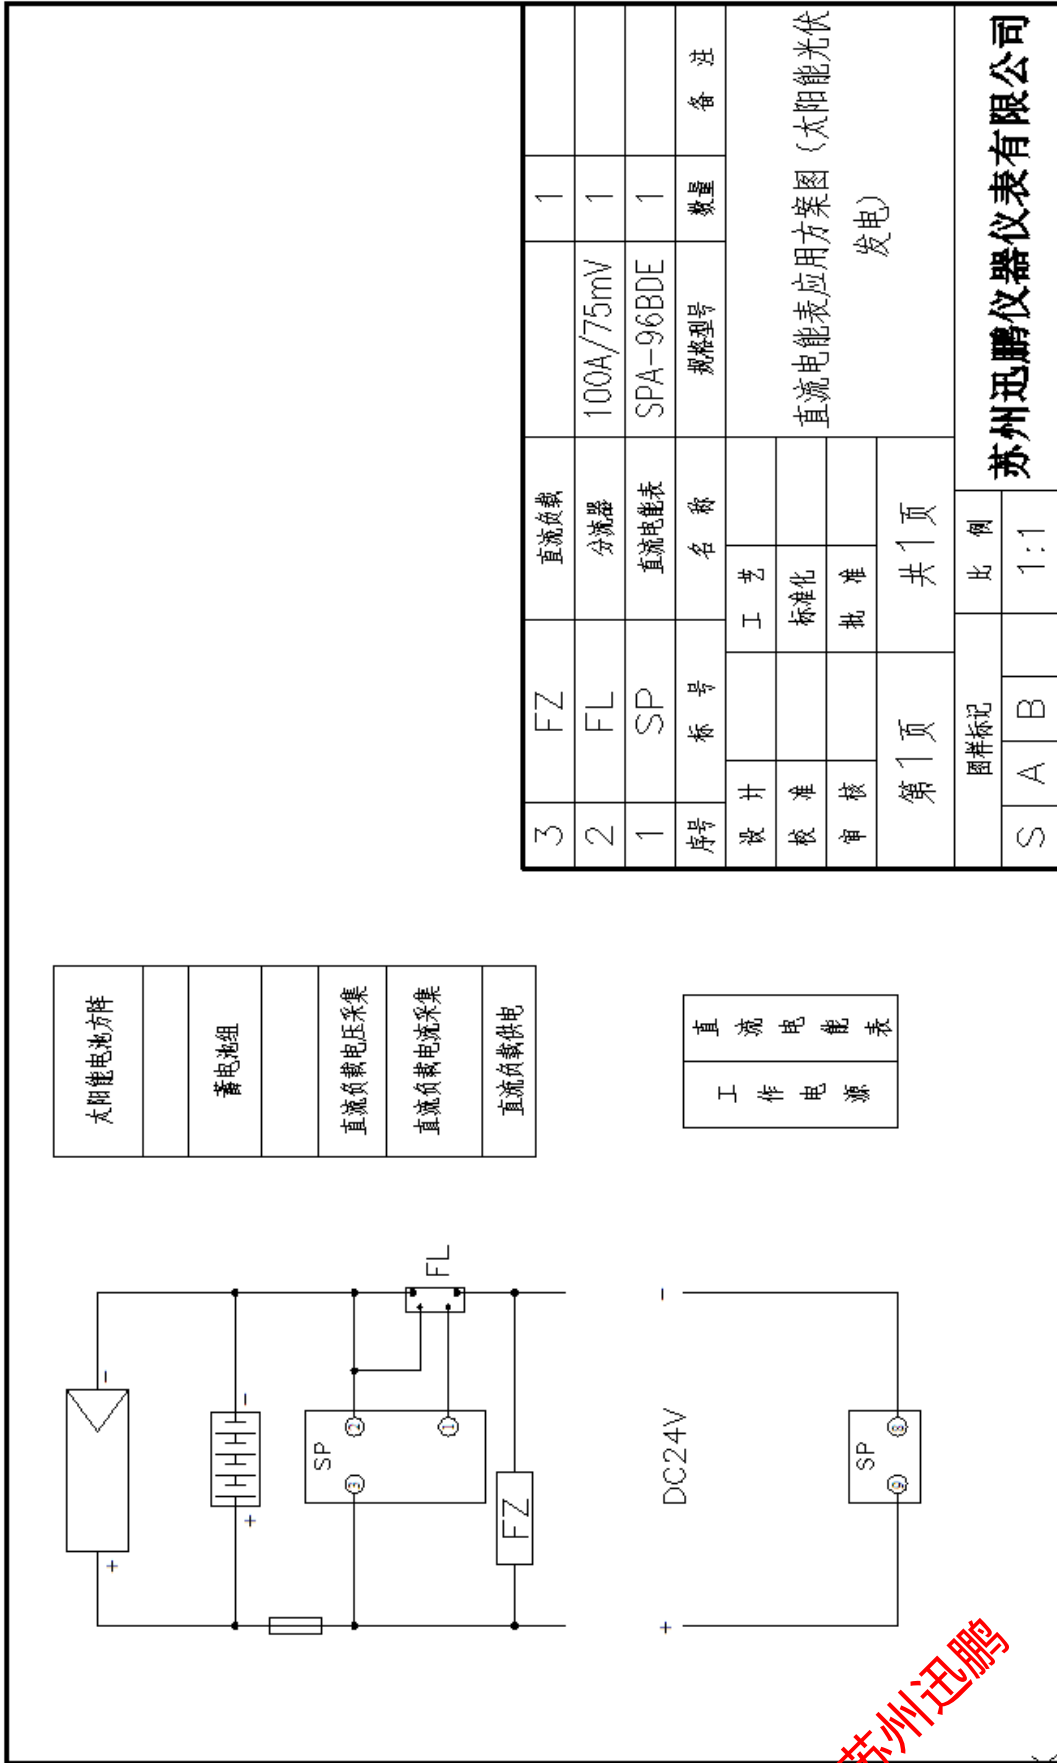 太阳能电池方阵
蓄电池组
直流负载电压采集
直流负载电流采集
直流负载供电
直流电能表
工作电源
+ -
+ -
SP
3 2
1
FL
FZ
+ DC24V -
SP
9 8
3 FZ 直流负载 1
2 FL 分流器 100A/75mV 1
1 SP 直流电能表 SPA-96BDE 1
序号 标号 名称 规格型号 数量 备注
设计 工艺
校准 标准化
审核 批准
第1页 共1页
直流电能表应用方案图（太阳能光伏
发电）
图样标记 比例
S A B 1:1
苏州迅鹏仪器仪表有限公司
苏州迅鹏